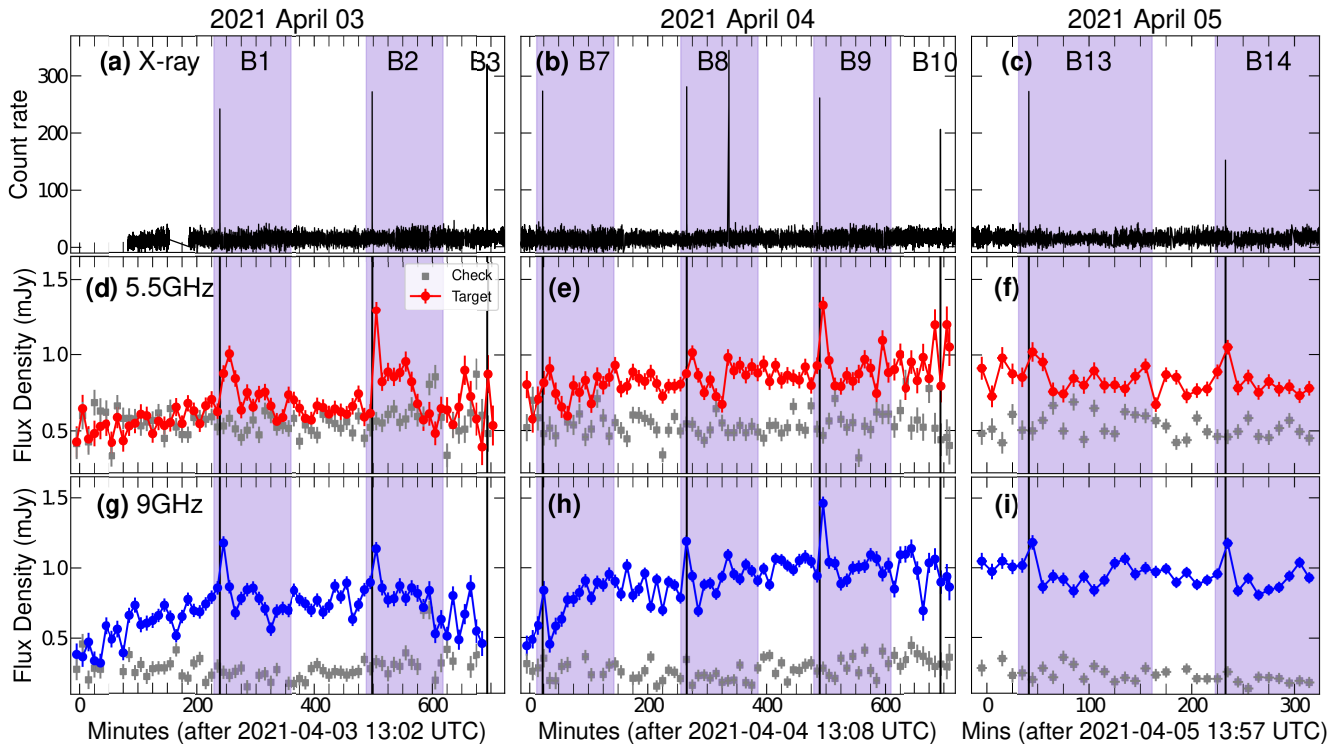 2021 April 03
2021 April 04
2021 April 05
(a) X-ray
B1
B2
B3
(b)
B7
B8
B9
B10
(c)
B13
B14
Count rate
300
200
100
0
(d) 5.5GHz
Check
Target
(e)
(f)
Flux Density (mJy)
1.5
1.0
0.5
(g) 9GHz
(h)
(i)
Flux Density (mJy)
1.5
1.0
0.5
0
200
400
600
0
200
400
600
0
100
200
300
Minutes (after 2021-04-03 13:02 UTC)
Minutes (after 2021-04-04 13:08 UTC)
Mins (after 2021-04-05 13:57 UTC)